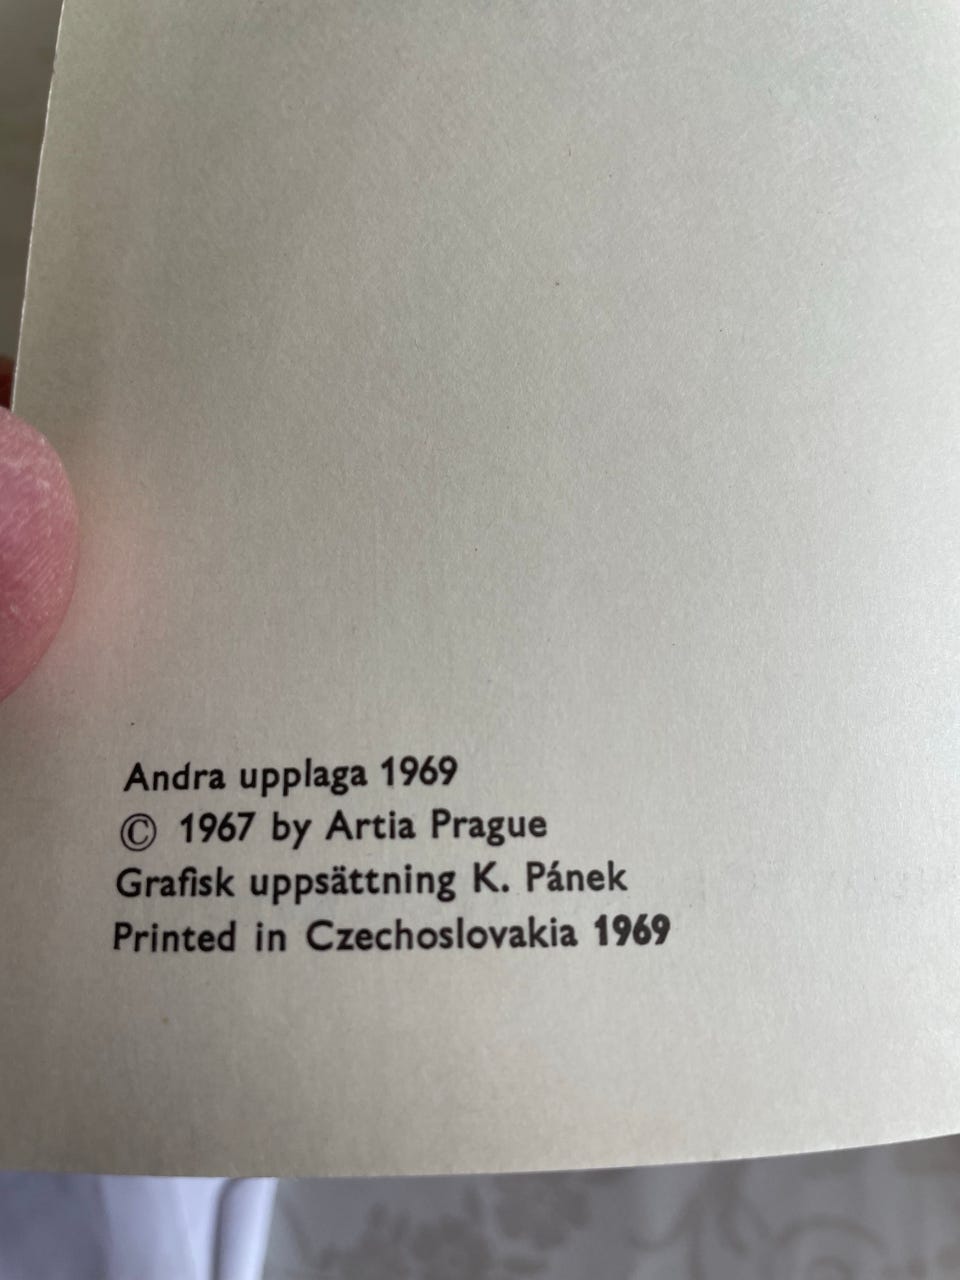 Andra upplaga 1969
© 1967 by Artia Prague
Grafisk uppsättning K. Pánek
Printed in Czechoslovakia 1969